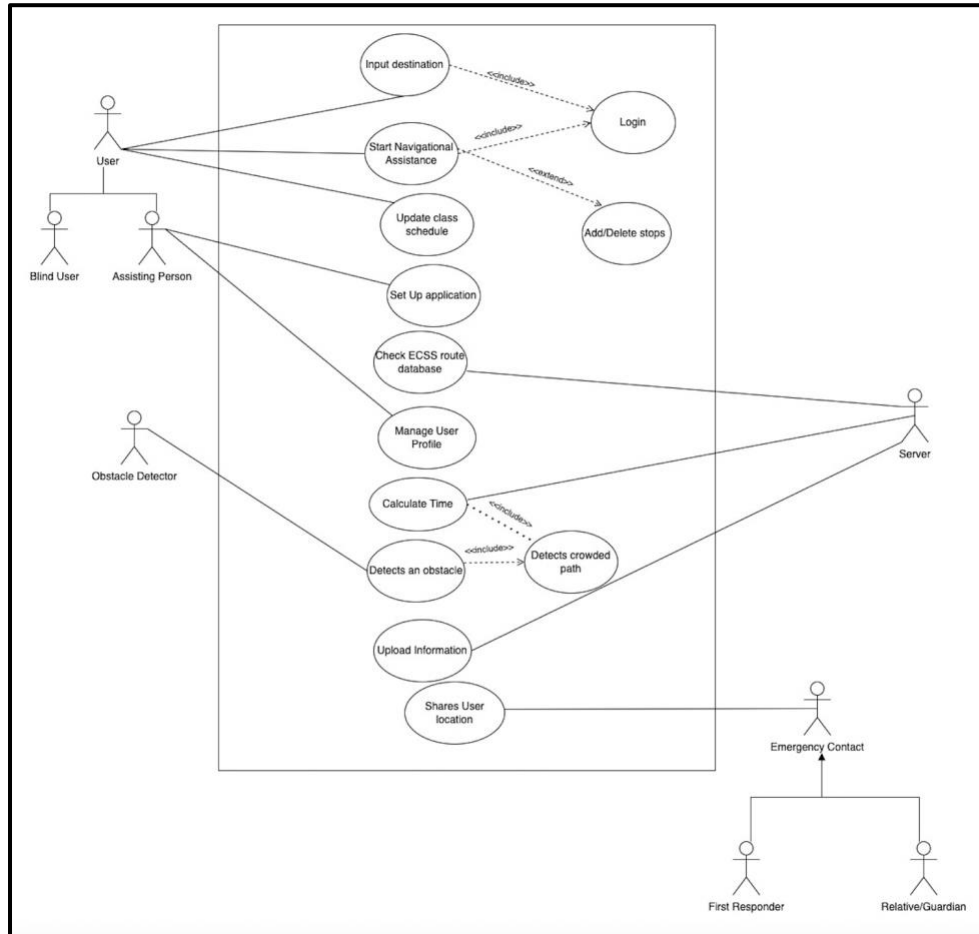 Input destination
<<include>>
Login
User
<<include>>
Start Navigational
Assistance
<<extend>>
Update class
schedule
Add/Delete stops
Blind User
Assisting Person
Set Up application
Check ECSS route
database
Manage User
Profile
Obstacle Detector
Server
Calculate Time
<<include>>
<<include>>
Detects an obstacle
Detects crowded
path
Upload Information
Shares User
location
Emergency Contact
First Responder
Relative/Guardian